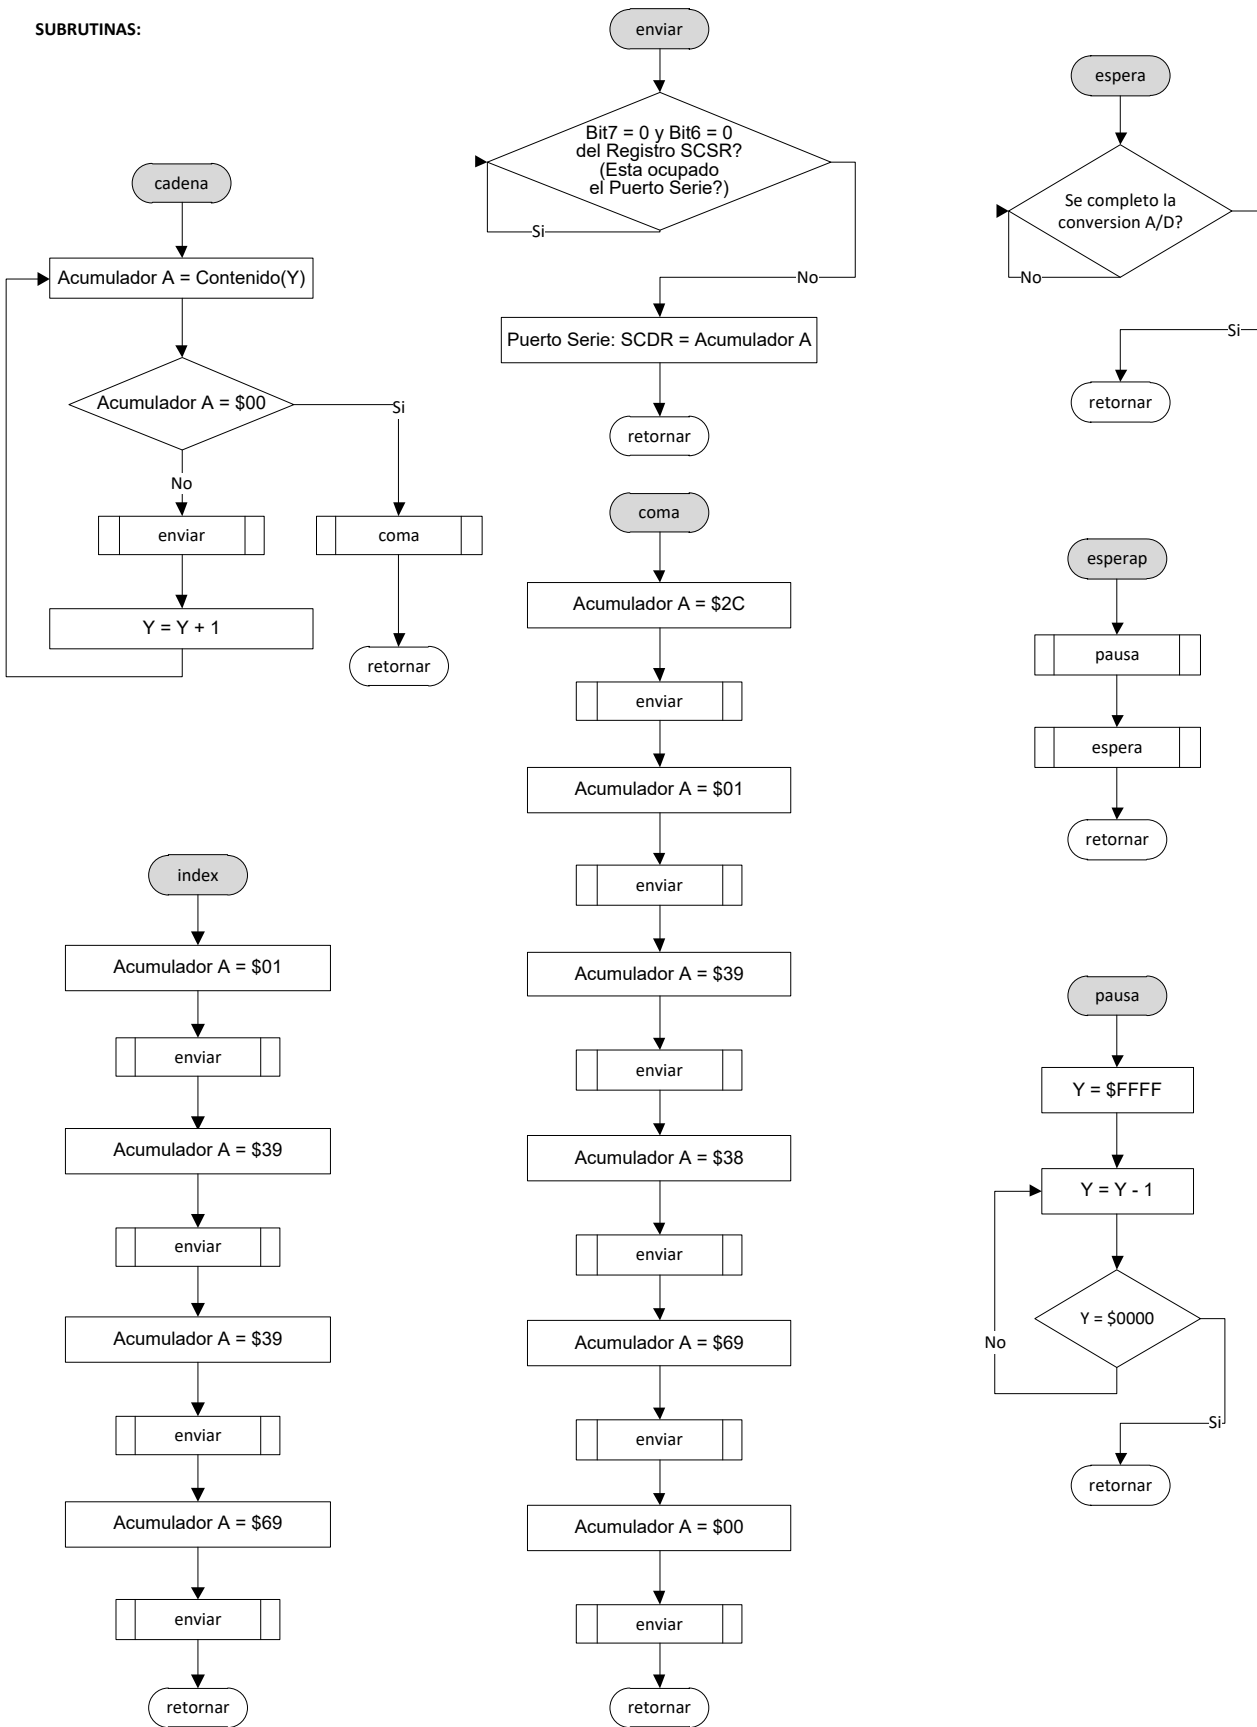 SUBRUTINAS:
cadena
Acumulador A = Contenido(Y)
Acumulador A = $00
Si
No
enviar
coma
Y = Y + 1
retornar
index
Acumulador A = $01
enviar
Acumulador A = $39
enviar
Acumulador A = $39
enviar
Acumulador A = $69
enviar
retornar
enviar
Bit7 = 0 y Bit6 = 0
del Registro SCSR?
(Esta ocupado
el Puerto Serie?)
Si
No
Puerto Serie: SCDR = Acumulador A
retornar
coma
Acumulador A = $2C
enviar
Acumulador A = $01
enviar
Acumulador A = $39
enviar
Acumulador A = $38
enviar
Acumulador A = $69
enviar
Acumulador A = $00
enviar
retornar
espera
Se completo la
conversion A/D?
No
Si
retornar
esperap
pausa
espera
retornar
pausa
Y = $FFFF
Y = Y - 1
Y = $0000
No
Si
retornar